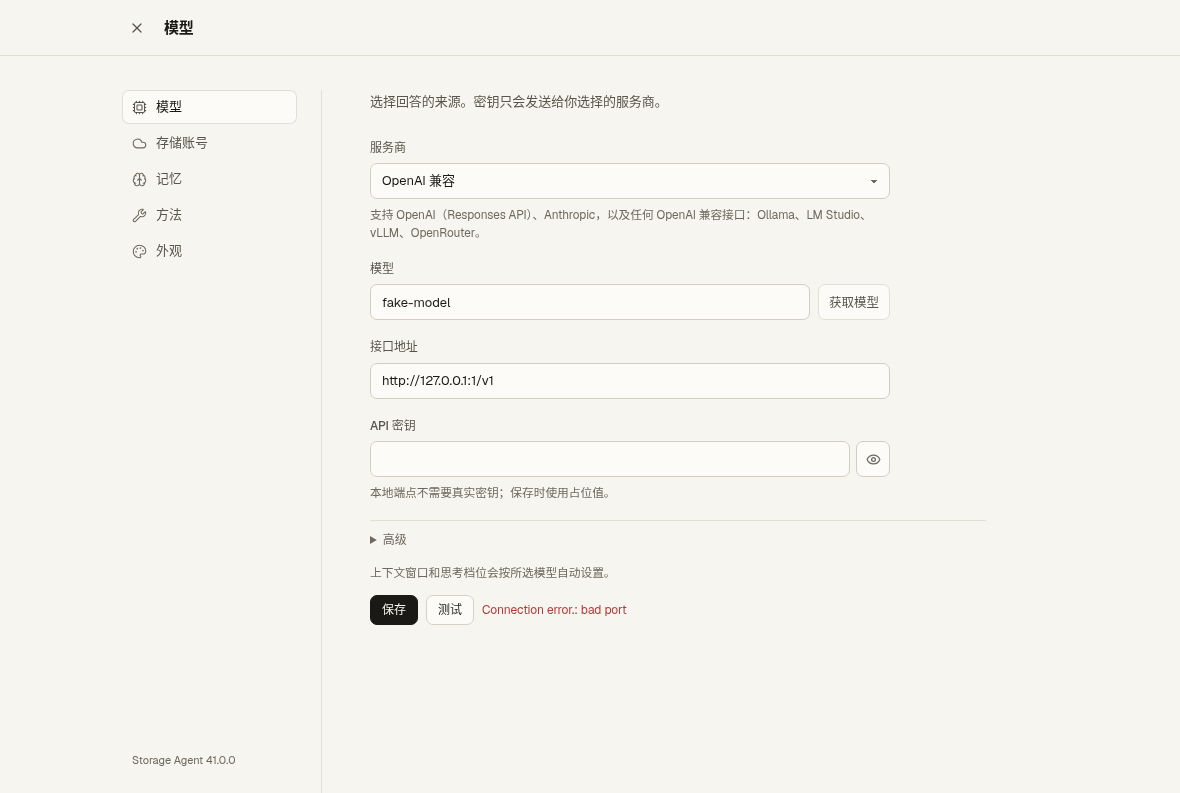 模型
模型
存储账号
记忆
方法
外观
Storage Agent 41.0.0
选择回答的来源。密钥只会发送给你选择的服务商。
服务商
OpenAI 兼容
支持 OpenAI（Responses API）、Anthropic，以及任何 OpenAI 兼容接口：Ollama、LM Studio、
vLLM、OpenRouter。
模型
fake-model
获取模型
接口地址
http://127.0.0.1:1/v1
API 密钥
本地端点不需要真实密钥；保存时使用占位值。
高级
上下文窗口和思考档位会按所选模型自动设置。
保存
测试
Connection error.: bad port